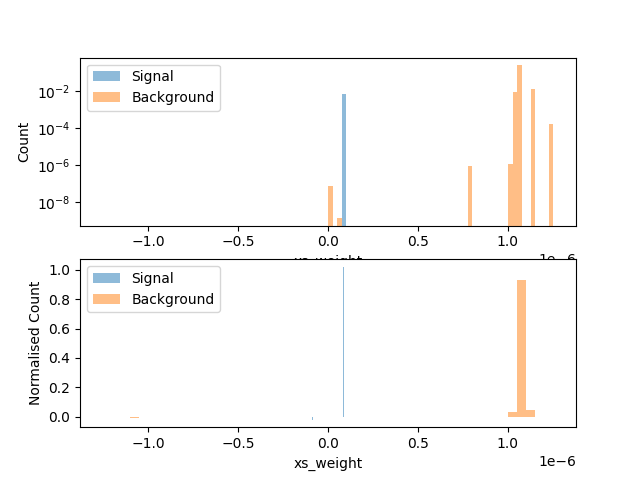 Signal
Background
Count
10⁻²
10⁻⁴
10⁻⁶
10⁻⁸
−1.0 −0.5 0.0 0.5 1.0
xs_weight 1e−6
Signal
Background
Normalised Count
1.0
0.8
0.6
0.4
0.2
0.0
−1.0 −0.5 0.0 0.5 1.0
xs_weight 1e−6